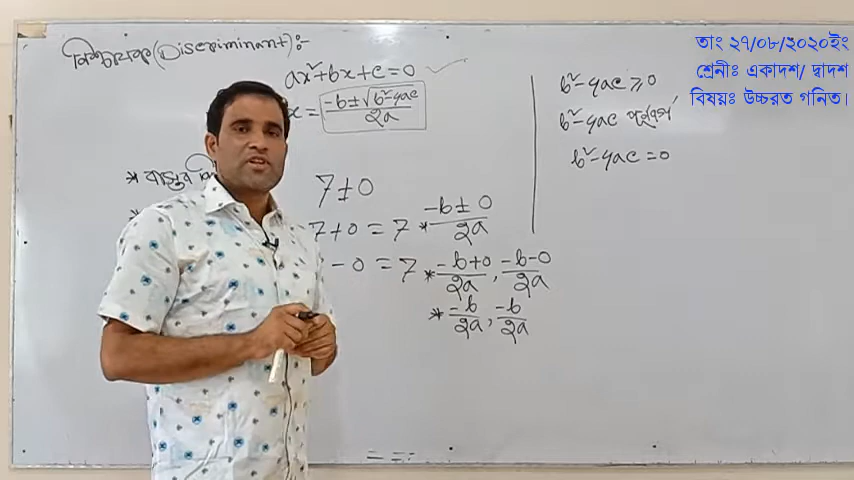 তাং ২৭/০৮/২০২০ইং
শ্রেনীঃ একাদশ/ দ্বাদশ
বিষয়ঃ উচ্চরত গনিত।
নিশ্চায়ক (Discriminant):-
ax²+bx+c=0
x = -b±√b²-4ac / 2a
* বাস্তব
7±0
7+0 = 7
-0 = 7
* -b±0 / 2a
* -b+0 / 2a , -b-0 / 2a
* -b / 2a , -b / 2a
b²-4ac ≥ 0
b²-4ac পূর্ণবর্গ
b²-4ac = 0